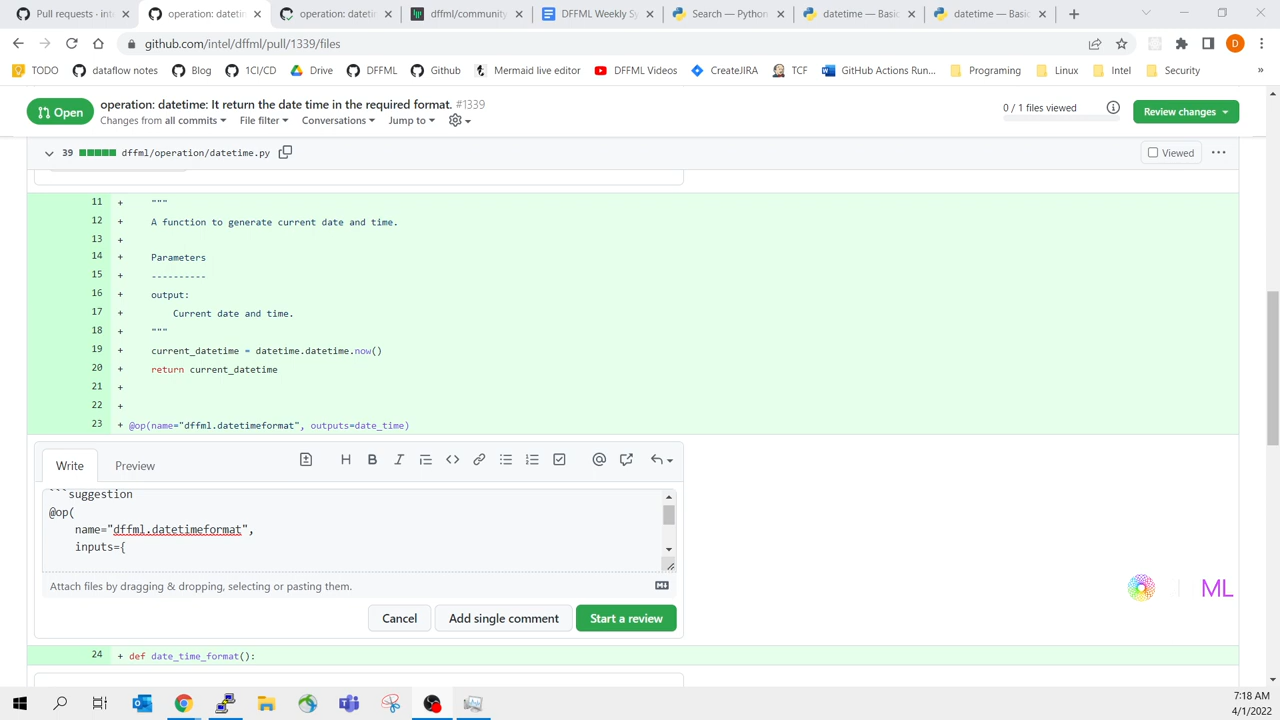 Pull requests · int
operation: datetim
operation: datetim
dffml/community
DFFML Weekly Sy
Search — Python
datetime — Basic
datetime — Basic
github.com/intel/dffml/pull/1339/files
D
TODO
dataflow notes
Blog
1CI/CD
Drive
DFFML
Github
Mermaid live editor
DFFML Videos
CreateJIRA
TCF
GitHub Actions Run...
Programing
Linux
Intel
Security
»
Open
operation: datetime: It return the date time in the required format. #1339
Changes from all commits
File filter
Conversations
Jump to
0 / 1 files viewed
Review changes
39
dffml/operation/datetime.py
Viewed
11 + """
12 + A function to generate current date and time.
13 +
14 + Parameters
15 + ----------
16 + output:
17 + Current date and time.
18 + """
19 + current_datetime = datetime.datetime.now()
20 + return current_datetime
21 +
22 +
23 + @op(name="dffml.datetimeformat", outputs=date_time)
Write
Preview
```suggestion
@op(
name="dffml.datetimeformat",
inputs={
Attach files by dragging & dropping, selecting or pasting them.
Cancel
Add single comment
Start a review
ML
24 + def date_time_format():
7:18 AM
4/1/2022